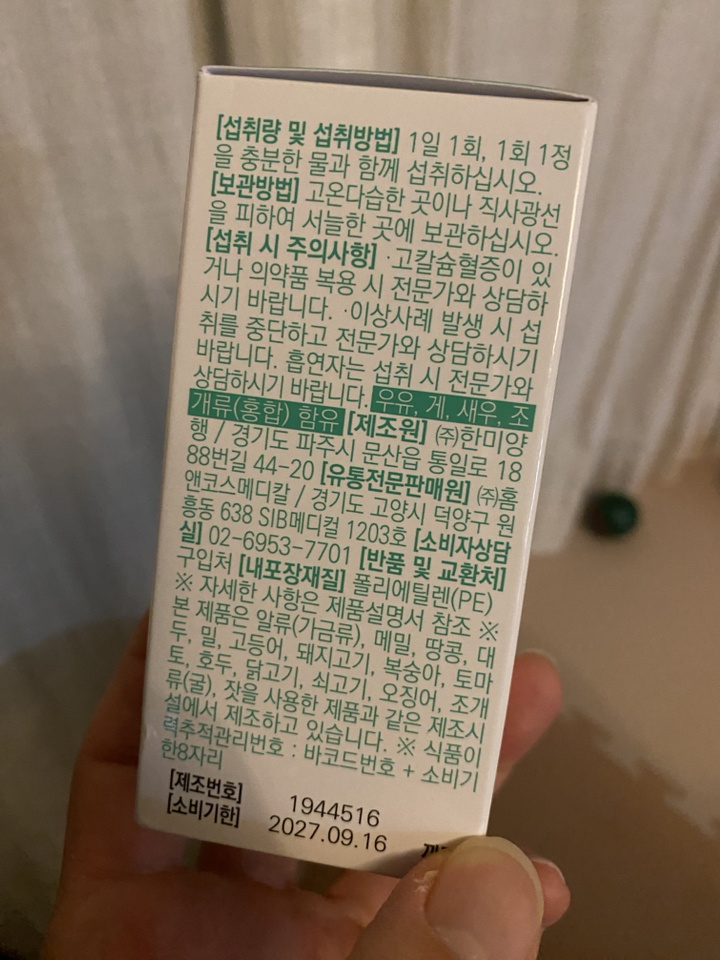 [섭취량 및 섭취방법] 1일 1회, 1회 1정
을 충분한 물과 함께 섭취하십시오.
[보관방법] 고온다습한 곳이나 직사광선
을 피하여 서늘한 곳에 보관하십시오.
[섭취 시 주의사항] ·고칼슘혈증이 있
거나 의약품 복용 시 전문가와 상담하
시기 바랍니다. ·이상사례 발생 시 섭
취를 중단하고 전문가와 상담하시기
바랍니다. 흡연자는 섭취 시 전문가와
상담하시기 바랍니다. 우유, 게, 새우, 조
개류(홍합) 함유 [제조원] ㈜한미양
행 / 경기도 파주시 문산읍 통일로 18
88번길 44-20 [유통전문판매원] ㈜홈
앤코스메디칼 / 경기도 고양시 덕양구 원
흥동 638 SIB메디컬 1203호 [소비자상담
실] 02-6953-7701 [반품 및 교환처]
구입처 [내포장재질] 폴리에틸렌(PE)
※ 자세한 사항은 제품설명서 참조 ※
본 제품은 알류(가금류), 메밀, 땅콩, 대
두, 밀, 고등어, 돼지고기, 복숭아, 토마
토, 호두, 닭고기, 쇠고기, 오징어, 조개
류(굴), 잣을 사용한 제품과 같은 제조시
설에서 제조하고 있습니다. ※ 식품이
력추적관리번호 : 바코드번호 + 소비기
한8자리
[제조번호] 1944516
[소비기한] 2027.09.16